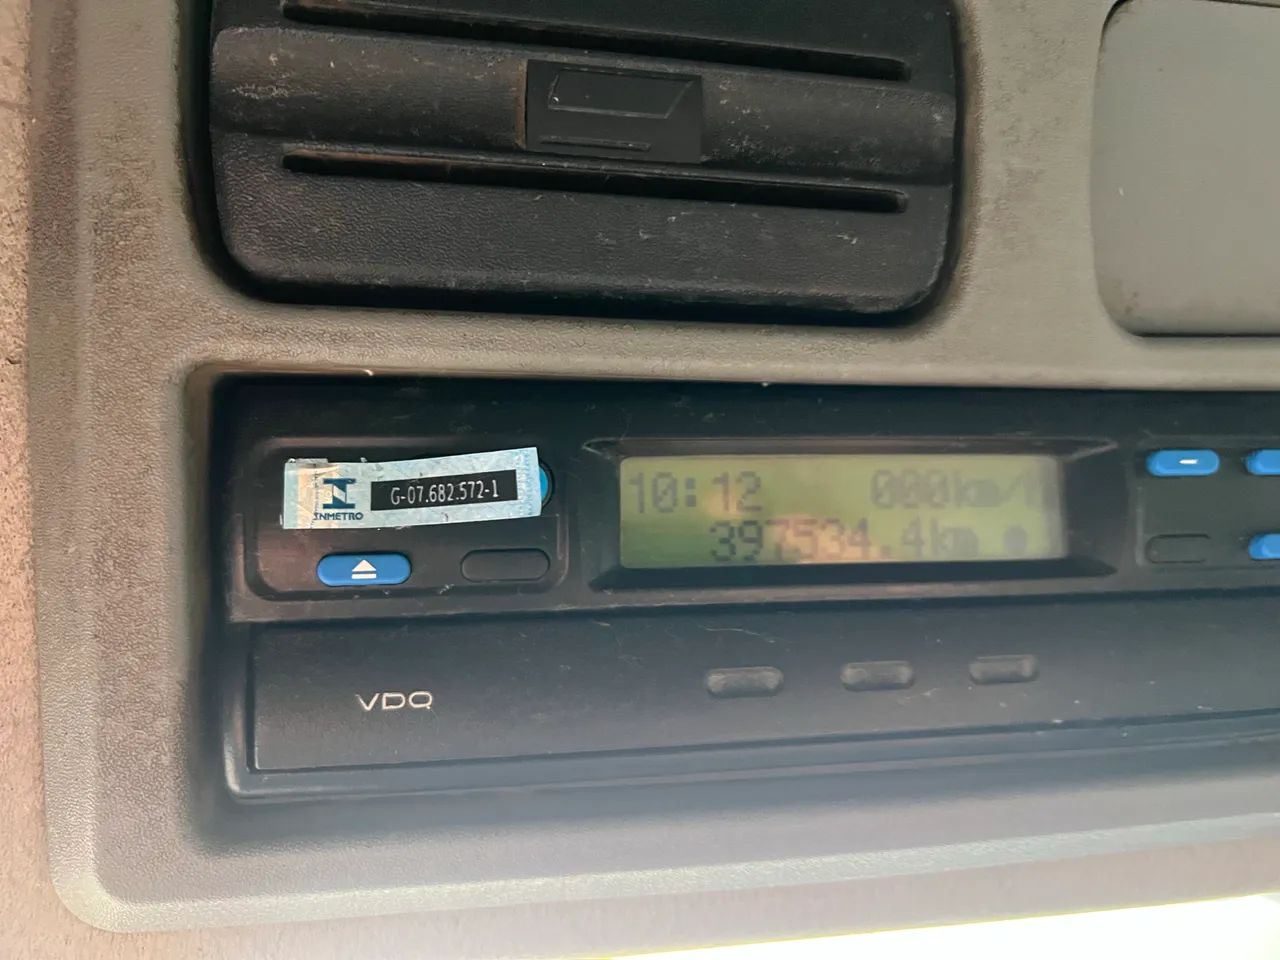 INMETRO
G-07.682.572-1
10:12 000km/h
397534.4km
VDO